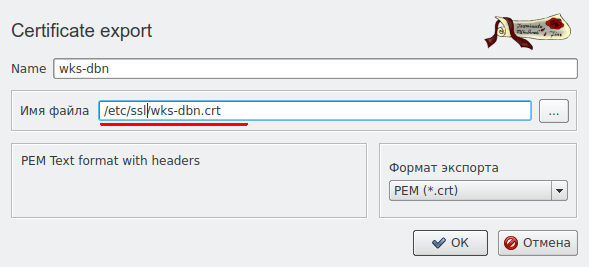 Certificate export
Name wks-dbn
Имя файла /etc/ssl/wks-dbn.crt ...
PEM Text format with headers
Формат экспорта
PEM (*.crt)
ОК Отмена